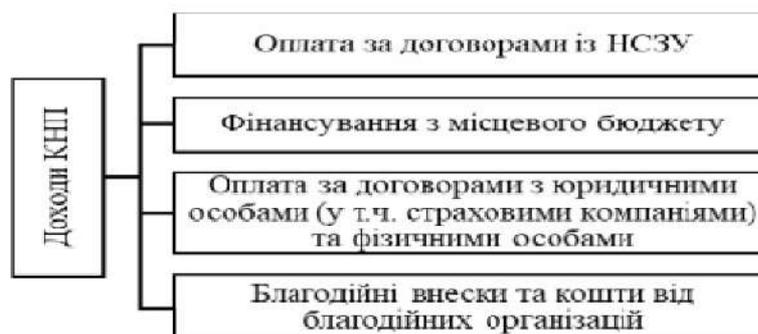 Доходи КНП
Оплата за договорами із НСЗУ
Фінансування з місцевого бюджету
Оплата за договорами з юридичними
особами (у т.ч. страховими компаніями)
та фізичними особами
Благодійні внески та кошти від
благодійних організацій